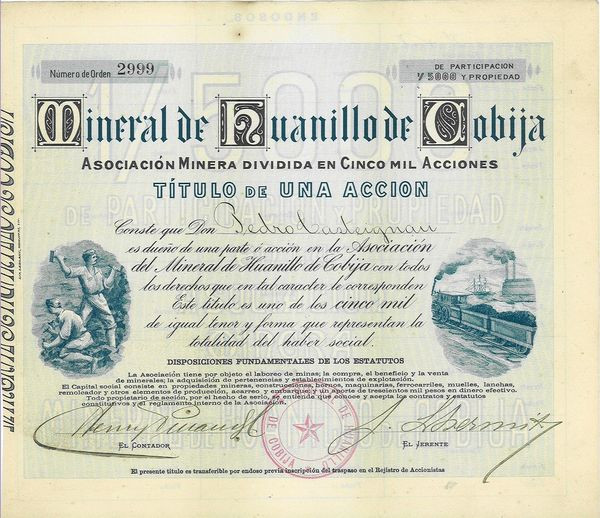 ENDOSOS
Número de Orden 2999
DE PARTICIPACION
1/5000 Y PROPIEDAD
Mineral de Huanillo de Cobija
ASOCIACIÓN MINERA DIVIDIDA EN CINCO MIL ACCIONES
TÍTULO DE UNA ACCION
Conste que Don Pedro Casteignau
es dueño de una parte ó acción en la Asociación
del Mineral de Huanillo de Cobija con todos
los derechos que en tal carácter le corresponden
Este título es uno de los cinco mil
de igual tenor y forma que representan la
totalidad del haber social.
DISPOSICIONES FUNDAMENTALES DE LOS ESTATUTOS
La Asociación tiene por objeto el laboreo de minas; la compra, el beneficio y la venta
de minerales; la adquisición de pertenencias y establecimientos de explotación.
El Capital social consiste en propiedades mineras, construcciones, hornos, maquinarias, ferrocarriles, muelles, lanchas,
remolcador y otros elementos de producción, acarreo y embarque; y un aporte de trescientos mil pesos en dinero efectivo.
Todo propietario de acción, por el hecho de serlo, se entiende que conoce y acepta los contratos y estatutos
constitutivos y el reglamento interno de la Asociación.
EL CONTADOR
EL JERENTE
DE COBIJA
El presente título es transferible por endoso previa inscripción del traspaso en el Registro de Accionistas